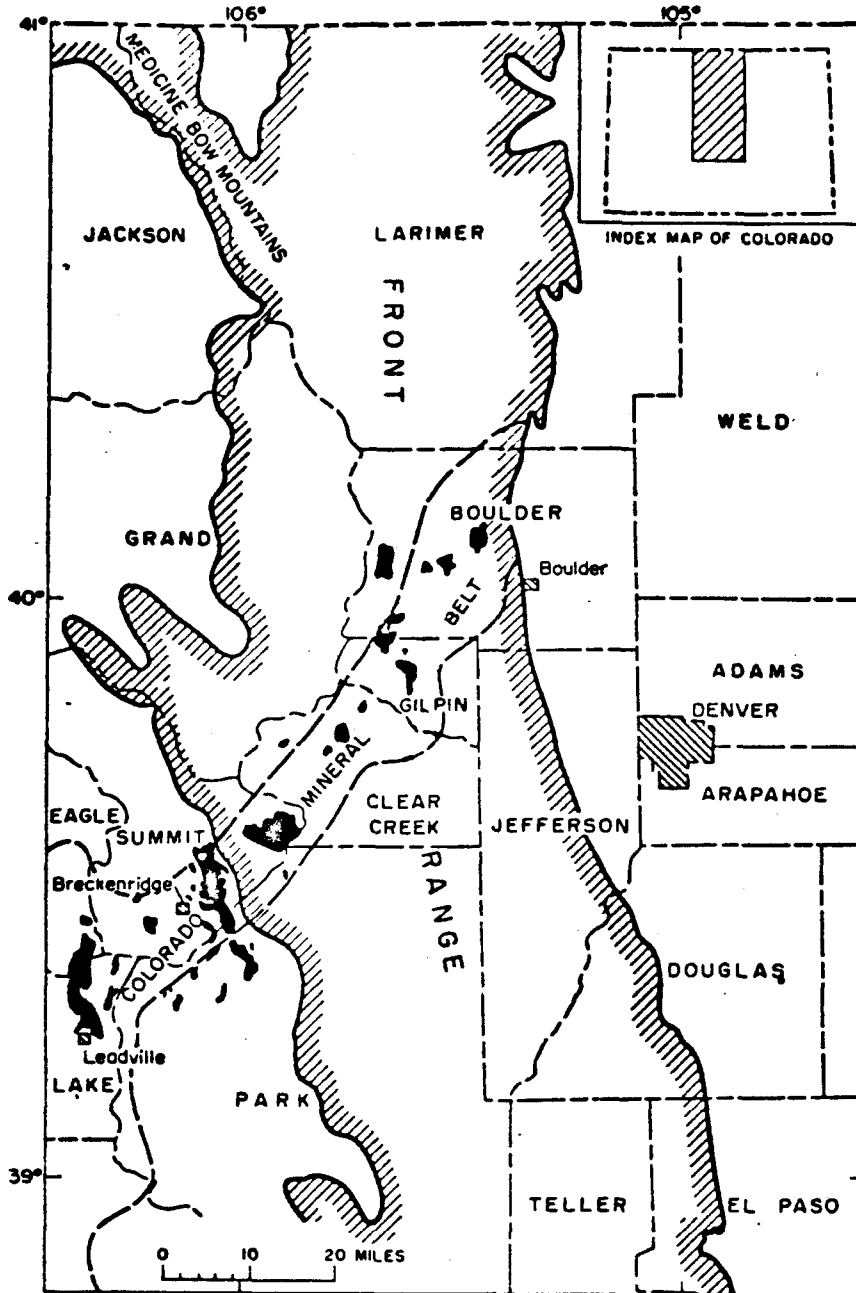 41°
106°
105°
MEDICINE BOW MOUNTAINS
JACKSON
LARIMER
INDEX MAP OF COLORADO
FRONT
WELD
BOULDER
GRAND
Boulder
BELT
40°
ADAMS
GILPIN
DENVER
MINERAL
ARAPAHOE
EAGLE
CLEAR
CREEK
JEFFERSON
SUMMIT
RANGE
Breckenridge
COLORADO
DOUGLAS
Leadville
LAKE
PARK
39°
TELLER
EL PASO
0 10 20 MILES